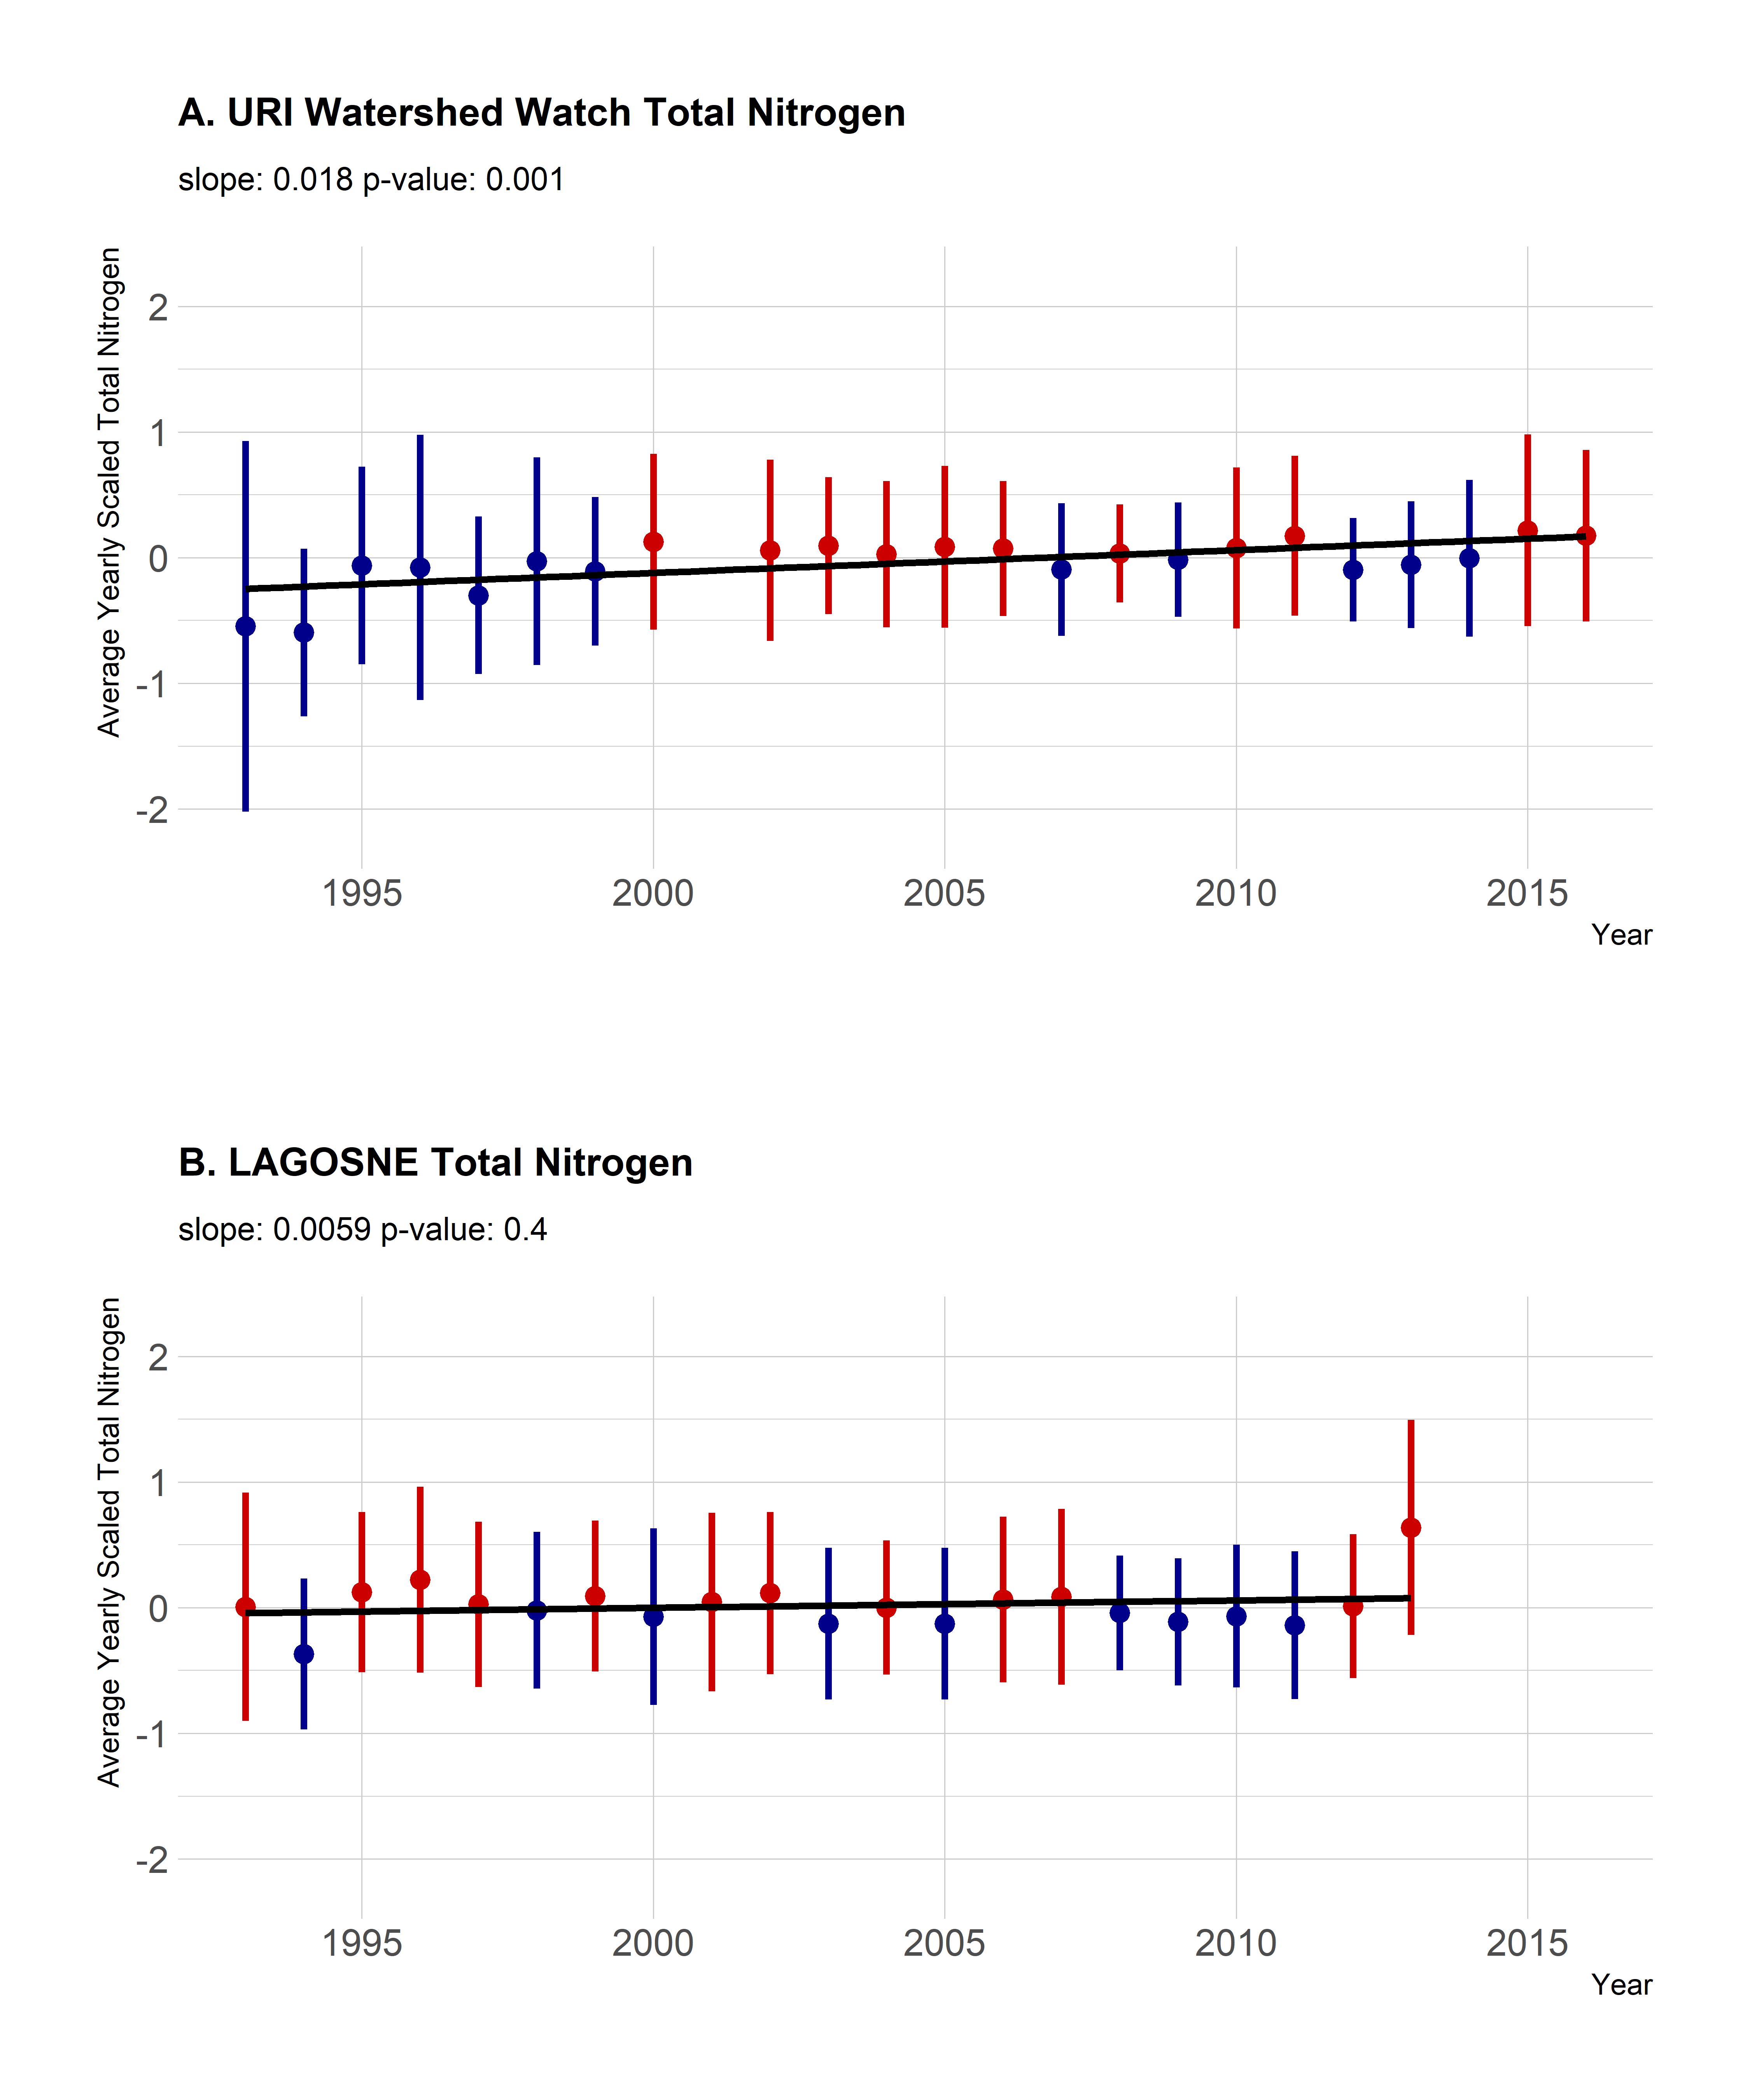 A. URI Watershed Watch Total Nitrogen
slope: 0.018 p-value: 0.001
Average Yearly Scaled Total Nitrogen
2
1
0
-1
-2
1995 2000 2005 2010 2015
Year
B. LAGOSNE Total Nitrogen
slope: 0.0059 p-value: 0.4
Average Yearly Scaled Total Nitrogen
2
1
0
-1
-2
1995 2000 2005 2010 2015
Year